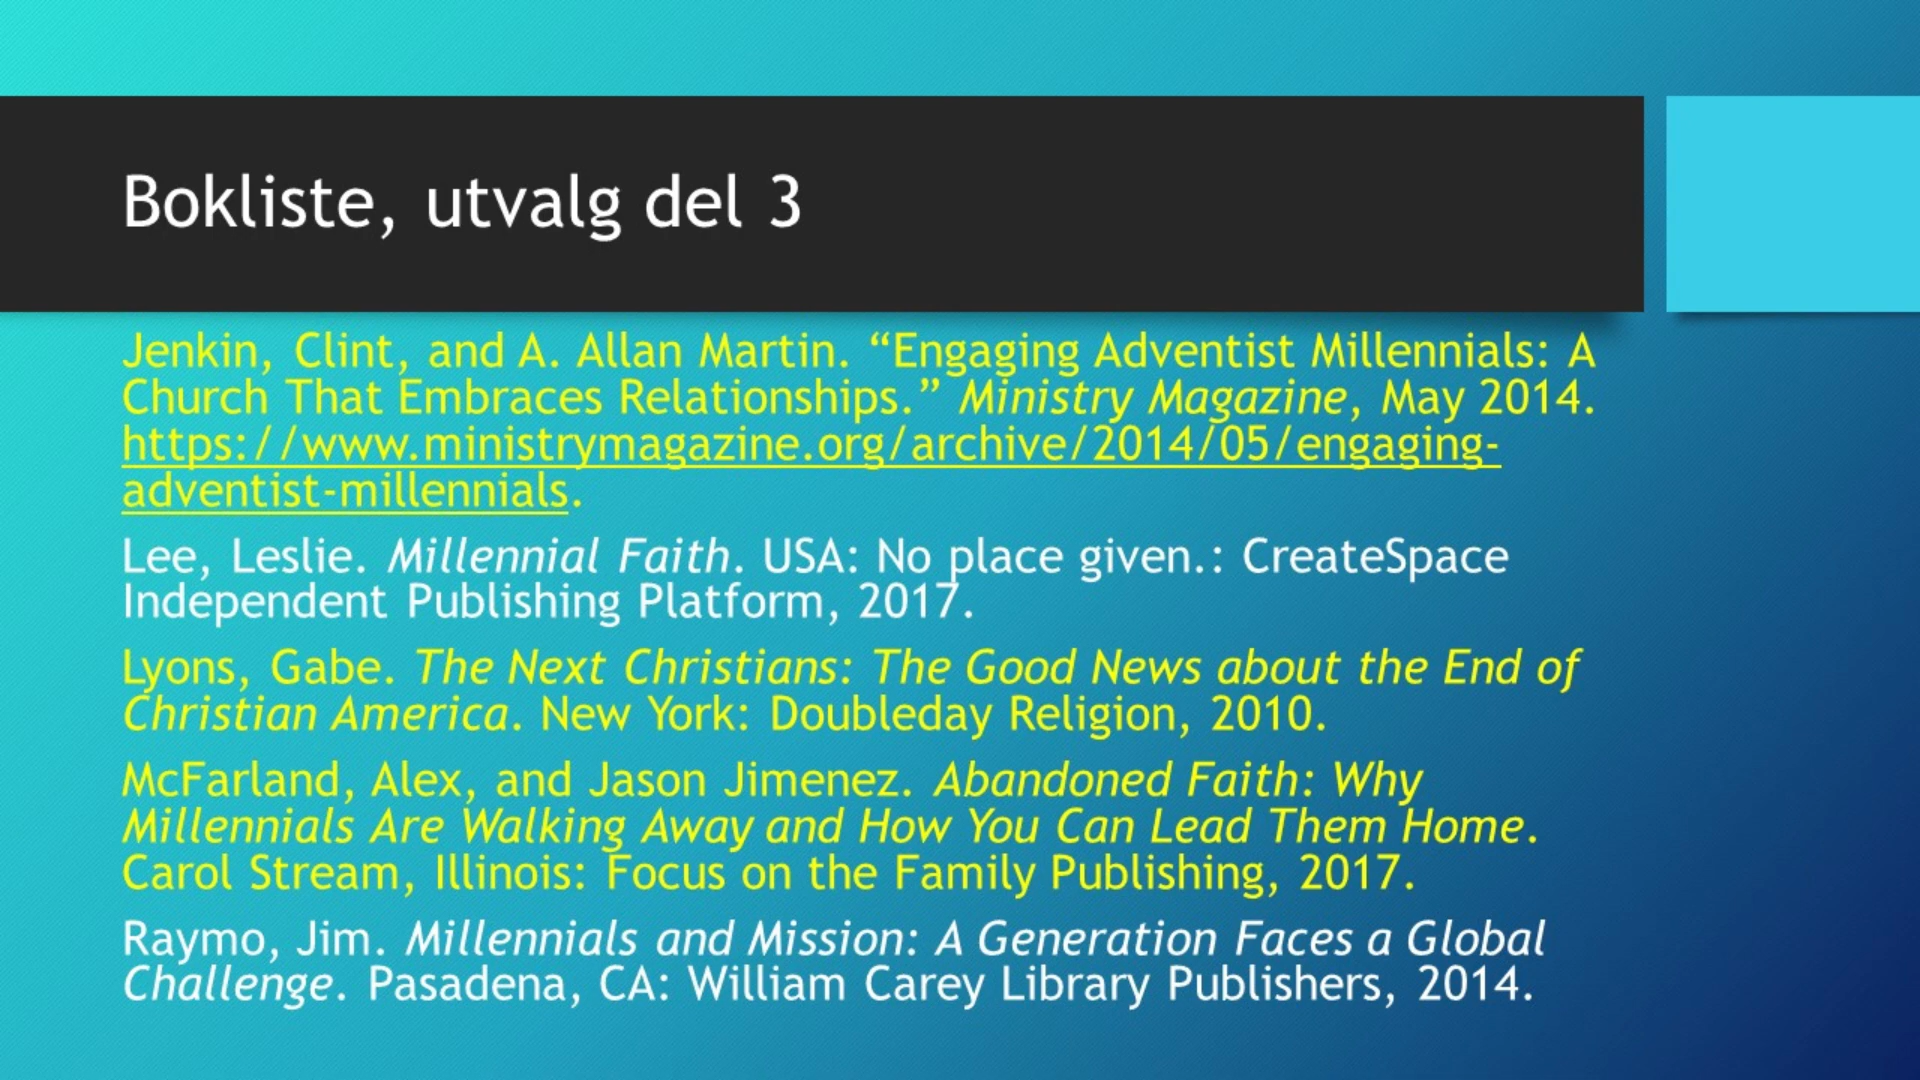 Bokliste, utvalg del 3
Jenkin, Clint, and A. Allan Martin. “Engaging Adventist Millennials: A
Church That Embraces Relationships.” Ministry Magazine, May 2014.
https://www.ministrymagazine.org/archive/2014/05/engaging-
adventist-millennials.
Lee, Leslie. Millennial Faith. USA: No place given.: CreateSpace
Independent Publishing Platform, 2017.
Lyons, Gabe. The Next Christians: The Good News about the End of
Christian America. New York: Doubleday Religion, 2010.
McFarland, Alex, and Jason Jimenez. Abandoned Faith: Why
Millennials Are Walking Away and How You Can Lead Them Home.
Carol Stream, Illinois: Focus on the Family Publishing, 2017.
Raymo, Jim. Millennials and Mission: A Generation Faces a Global
Challenge. Pasadena, CA: William Carey Library Publishers, 2014.